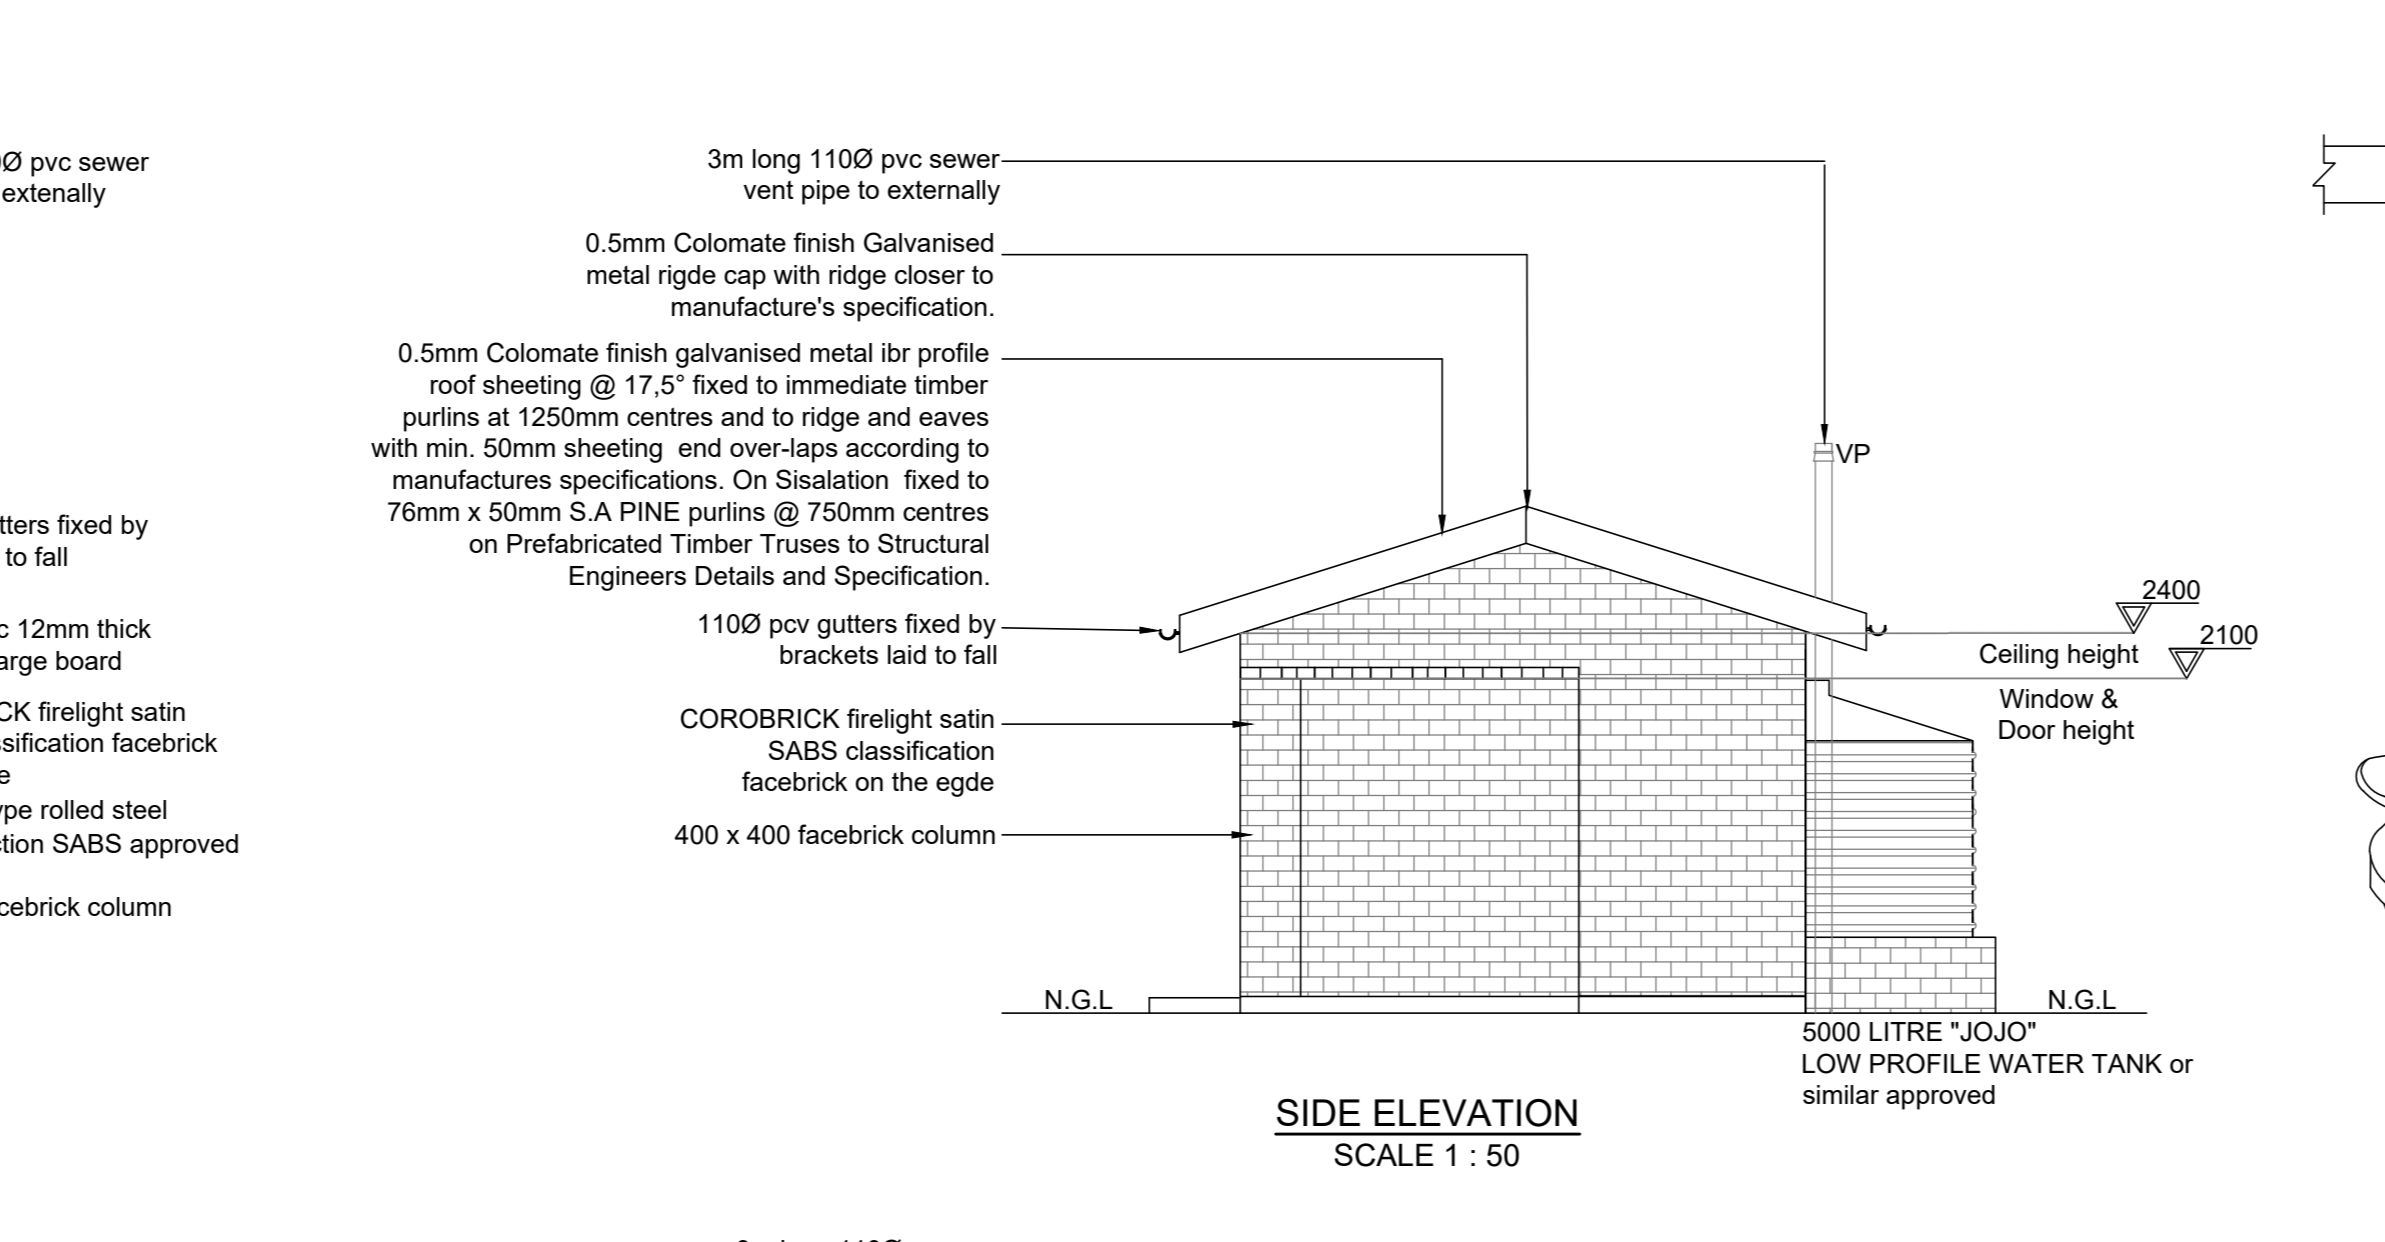 Ø pvc sewer
extenally
tters fixed by
to fall
12mm thick
board
firelight satin
facebrick
rolled steel
SABS approved
column
3m long 110Ø pvc sewer
vent pipe to externally
0.5mm Colomate finish Galvanised
metal rigde cap with ridge closer to
manufacture's specification.
0.5mm Colomate finish galvanised metal ibr profile
roof sheeting @ 17,5° fixed to immediate timber
purlins at 1250mm centres and to ridge and eaves
with min. 50mm sheeting end over-laps according to
manufactures specifications. On Sisalation fixed to
76mm x 50mm S.A PINE purlins @ 750mm centres
on Prefabricated Timber Truses to Structural
Engineers Details and Specification.
110Ø pcv gutters fixed by
brackets laid to fall
COROBRICK firelight satin
SABS classification
facebrick on the egde
400 x 400 facebrick column
VP
2400
2100
Ceiling height
Window &
Door height
N.G.L
N.G.L
5000 LITRE "JOJO"
LOW PROFILE WATER TANK or
similar approved
SIDE ELEVATION
SCALE 1 : 50